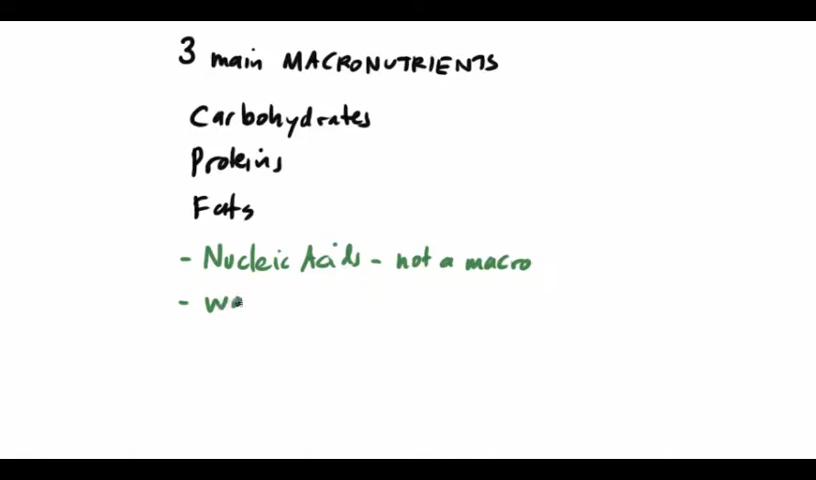 3 main MACRONUTRIENTS
Carbohydrates
Proteins
Fats
- Nucleic Acids - not a macro
- w